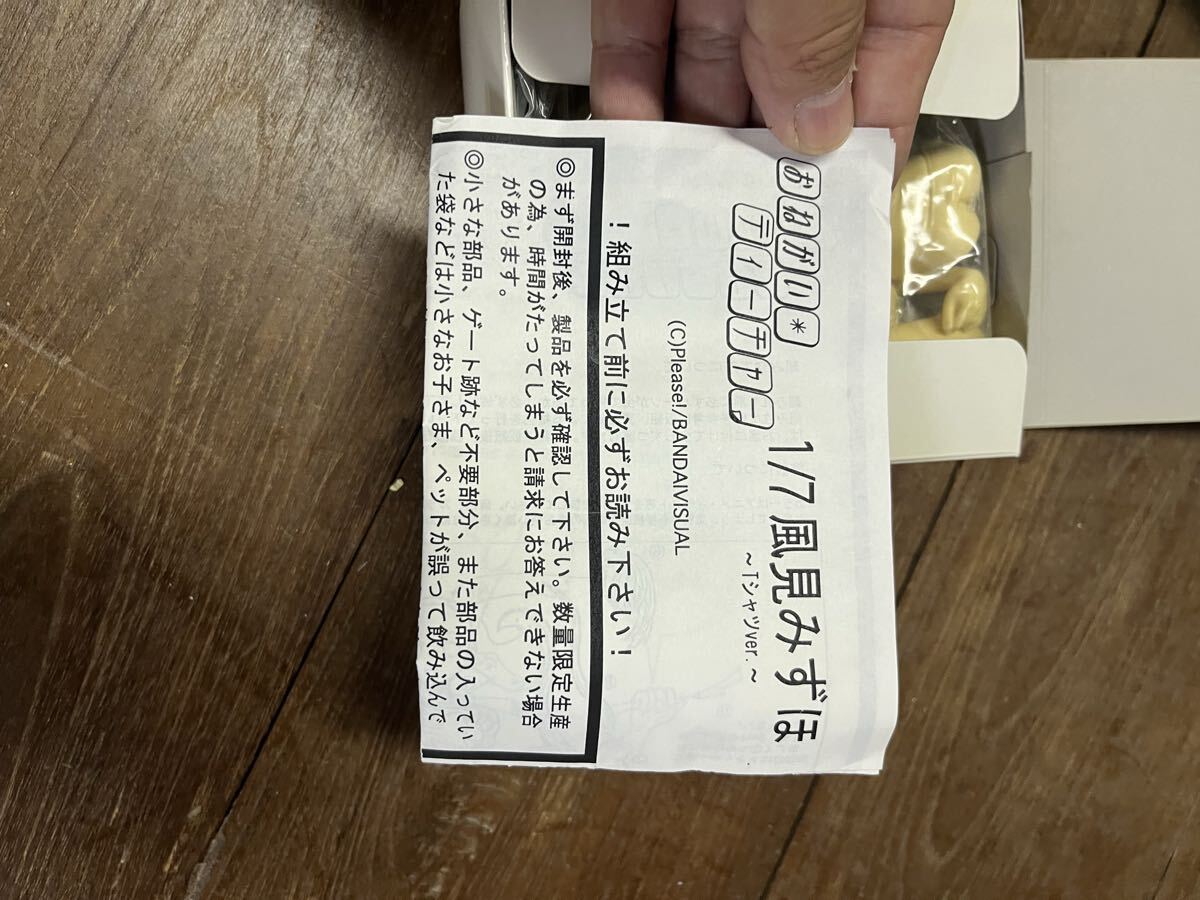 おねがい*
ティーチャー
1/7 風見みずほ
~Tシャツver.~
(C)Please!/BANDAIVISUAL
！組み立て前に必ずお読み下さい！
◎まず開封後、製品を必ず確認して下さい。数量限定生産
の為、時間がたってしまうと請求にお答えできない場合
があります。
◎小さな部品、ゲート跡など不要部分、また部品の入ってい
た袋などは小さなお子さま、ペットが誤って飲み込んで